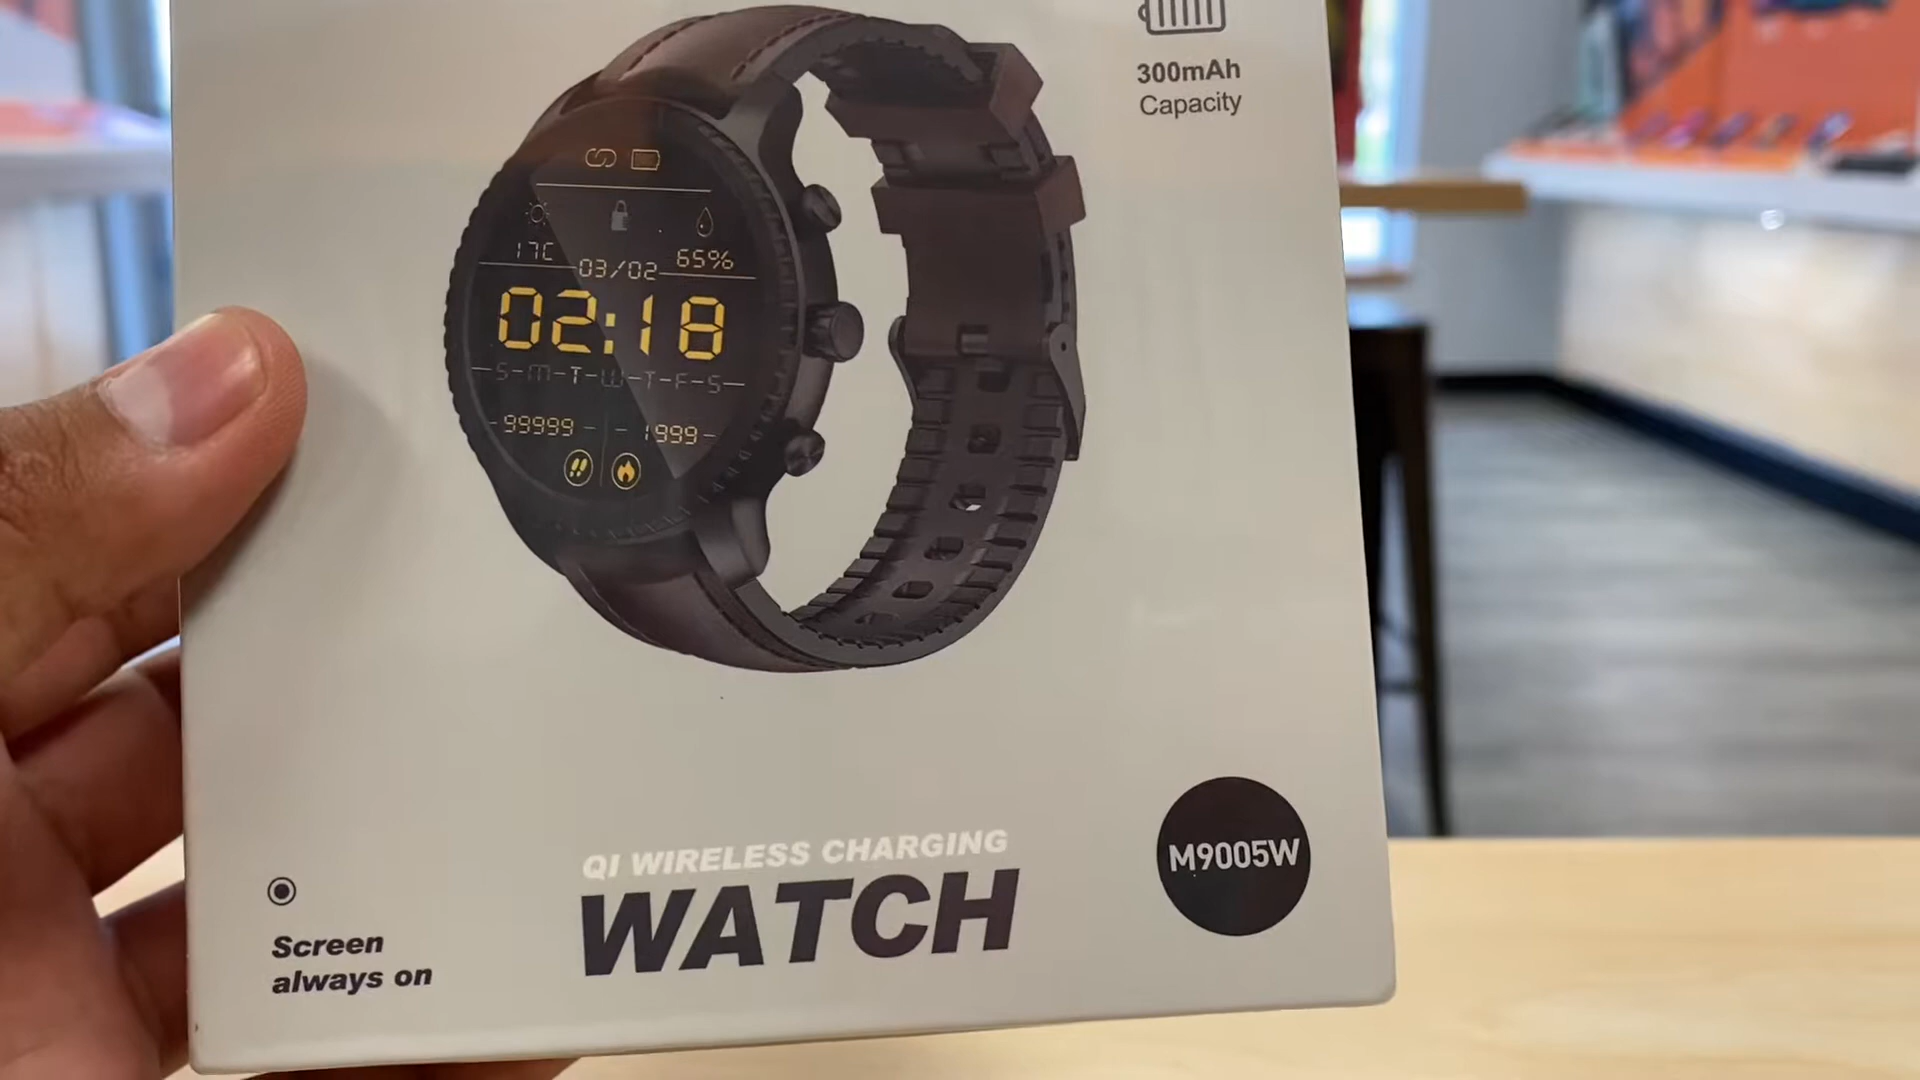 300mAh
Capacity
17C
65%
03/02
02:18
S-M-T-W-T-F-S
-99999-
-1999-
QI WIRELESS CHARGING
WATCH
M9005W
Screen
always on